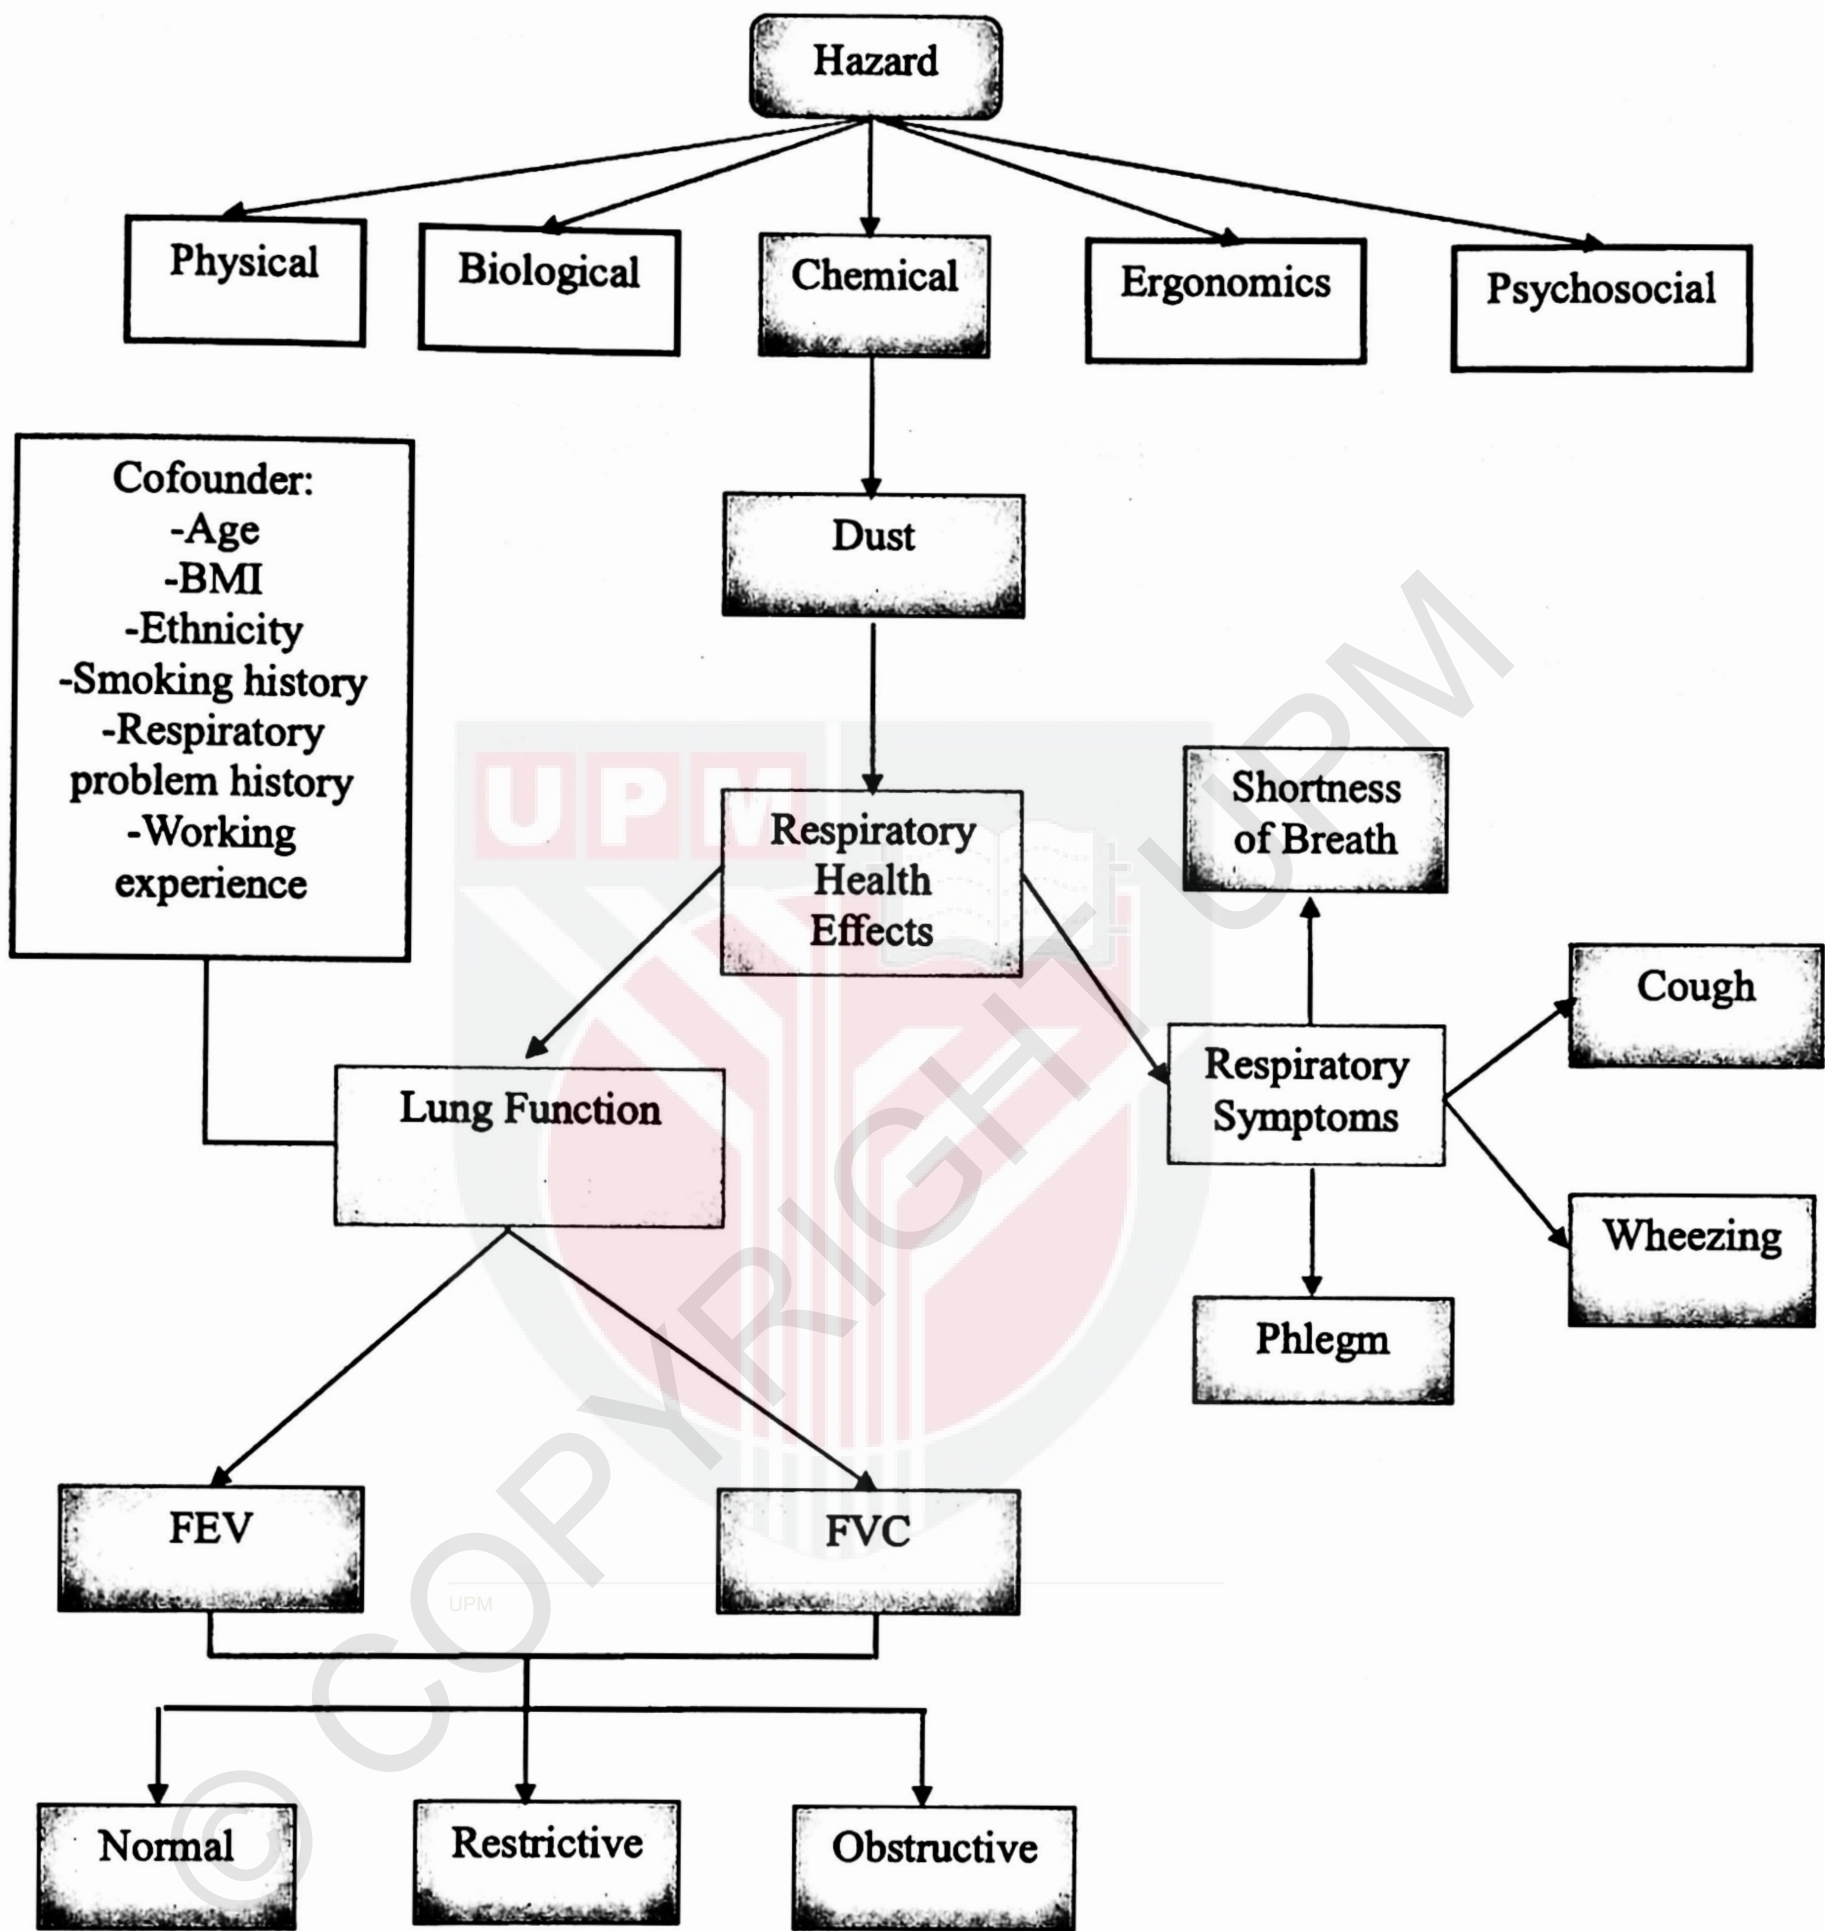 Hazard
Physical
Biological
Chemical
Ergonomics
Psychosocial
Cofounder:
-Age
-BMI
-Ethnicity
-Smoking history
-Respiratory
problem history
-Working
experience
Dust
UPM
Respiratory
Health
Effects
Shortness
of Breath
Cough
Respiratory
Symptoms
Wheezing
Phlegm
Lung Function
FEV
FVC
UPM
Normal
Restrictive
Obstructive
© COPYRIGHT UPM